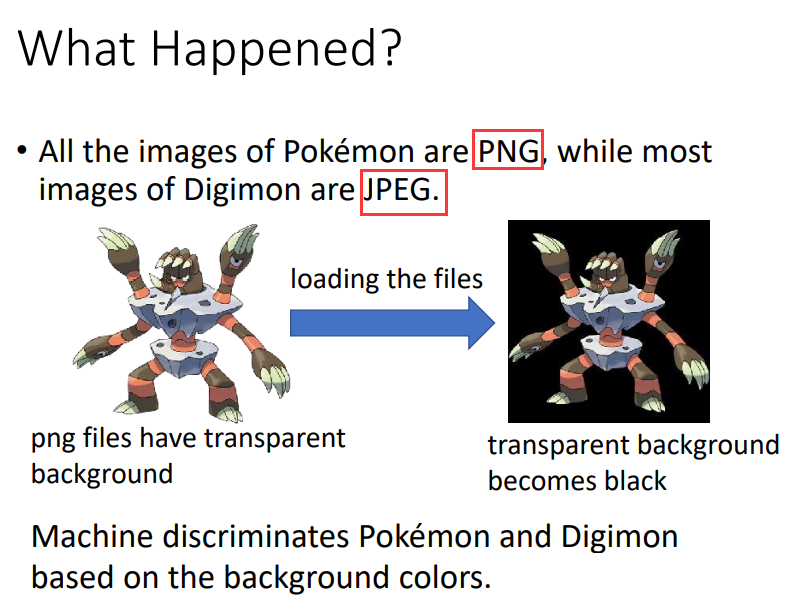 What Happened?
• All the images of Pokémon are PNG, while most
images of Digimon are JPEG.
loading the files
png files have transparent
background
transparent background
becomes black
Machine discriminates Pokémon and Digimon
based on the background colors.